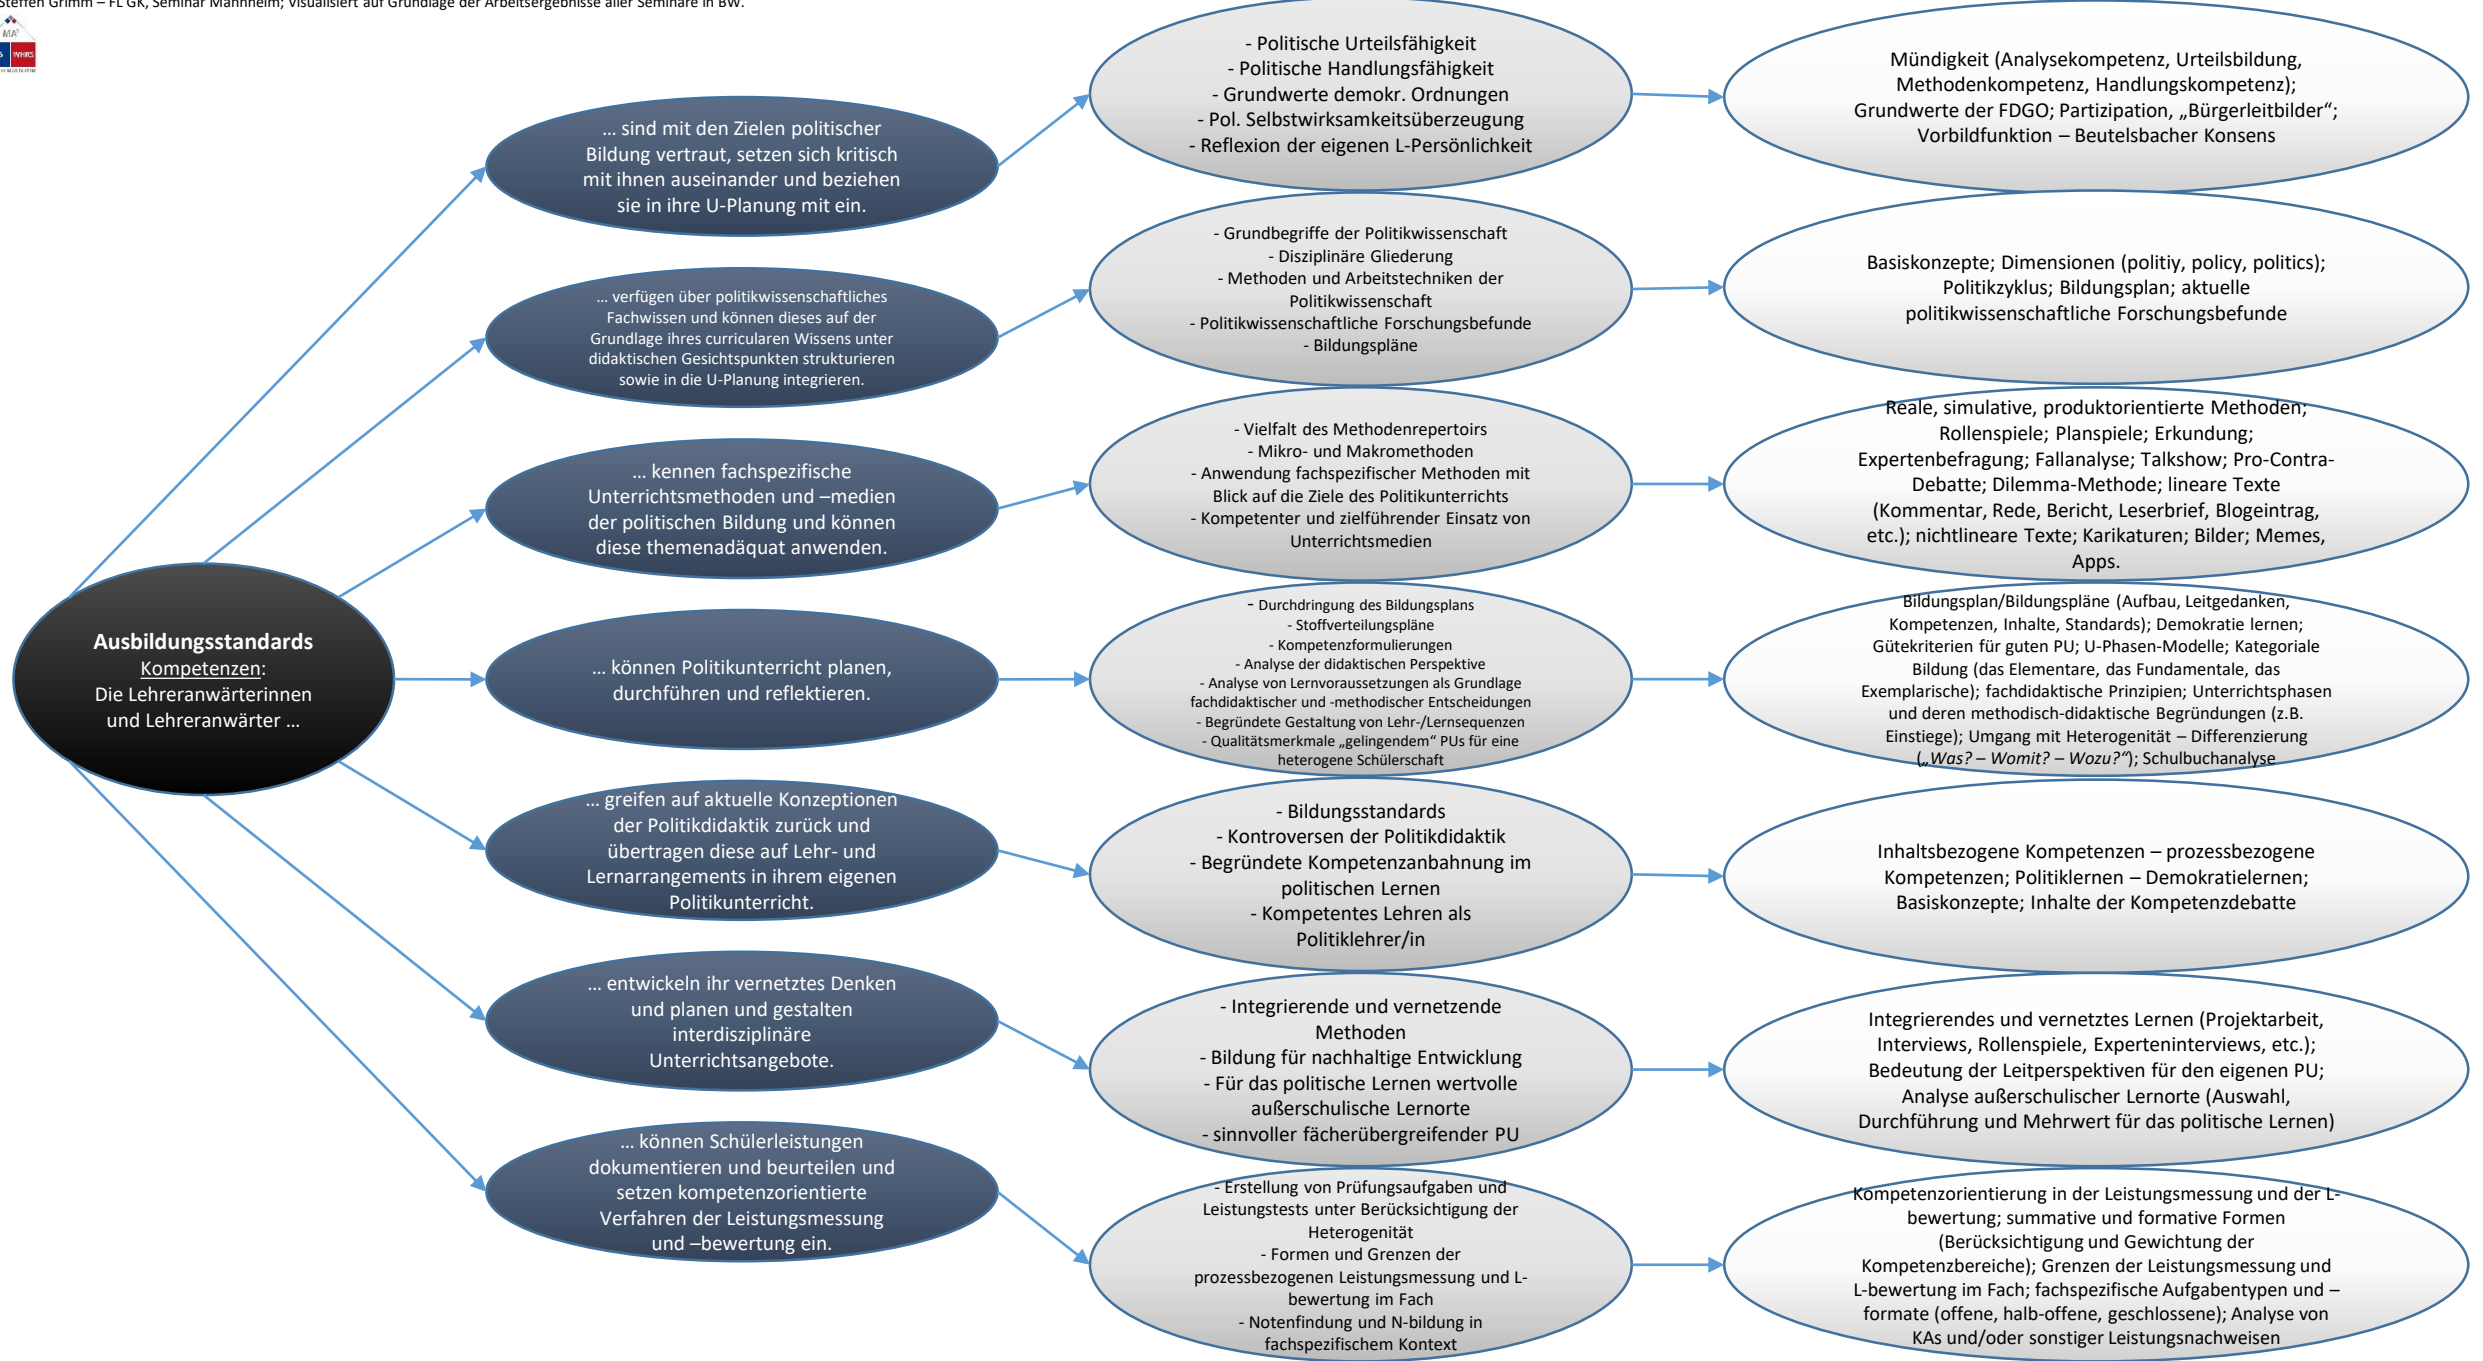 Steffen Grimm – FL GK, Seminar Mannheim; visualisiert auf Grundlage der Arbeitsergebnisse aller Seminare in BW.
MA²
WHRS
Ausbildungsstandards
Kompetenzen:
Die Lehreranwärterinnen
und Lehreranwärter ...
... sind mit den Zielen politischer
Bildung vertraut, setzen sich kritisch
mit ihnen auseinander und beziehen
sie in ihre U-Planung mit ein.
- Politische Urteilsfähigkeit
- Politische Handlungsfähigkeit
- Grundwerte demokr. Ordnungen
- Pol. Selbstwirksamkeitsüberzeugung
- Reflexion der eigenen L-Persönlichkeit
Mündigkeit (Analysekompetenz, Urteilsbildung,
Methodenkompetenz, Handlungskompetenz);
Grundwerte der FDGO; Partizipation, „Bürgerleitbilder“;
Vorbildfunktion – Beutelsbacher Konsens
... verfügen über politikwissenschaftliches
Fachwissen und können dieses auf der
Grundlage ihres curricularen Wissens unter
didaktischen Gesichtspunkten strukturieren
sowie in die U-Planung integrieren.
- Grundbegriffe der Politikwissenschaft
- Disziplinäre Gliederung
- Methoden und Arbeitstechniken der
Politikwissenschaft
- Politikwissenschaftliche Forschungsbefunde
- Bildungspläne
Basiskonzepte; Dimensionen (politiy, policy, politics);
Politikzyklus; Bildungsplan; aktuelle
politikwissenschaftliche Forschungsbefunde
... kennen fachspezifische
Unterrichtsmethoden und –medien
der politischen Bildung und können
diese themenadäquat anwenden.
- Vielfalt des Methodenrepertoirs
- Mikro- und Makromethoden
- Anwendung fachspezifischer Methoden mit
Blick auf die Ziele des Politikunterrichts
- Kompetenter und zielführender Einsatz von
Unterrichtsmedien
Reale, simulative, produktorientierte Methoden;
Rollenspiele; Planspiele; Erkundung;
Expertenbefragung; Fallanalyse; Talkshow; Pro-Contra-
Debatte; Dilemma-Methode; lineare Texte
(Kommentar, Rede, Bericht, Leserbrief, Blogeintrag,
etc.); nichtlineare Texte; Karikaturen; Bilder; Memes,
Apps.
... können Politikunterricht planen,
durchführen und reflektieren.
- Durchdringung des Bildungsplans
- Stoffverteilungspläne
- Kompetenzformulierungen
- Analyse der didaktischen Perspektive
- Analyse von Lernvoraussetzungen als Grundlage
fachdidaktischer und -methodischer Entscheidungen
- Begründete Gestaltung von Lehr-/Lernsequenzen
- Qualitätsmerkmale „gelingendem“ PUs für eine
heterogene Schülerschaft
Bildungsplan/Bildungspläne (Aufbau, Leitgedanken,
Kompetenzen, Inhalte, Standards); Demokratie lernen;
Gütekriterien für guten PU; U-Phasen-Modelle; Kategoriale
Bildung (das Elementare, das Fundamentale, das
Exemplarische); fachdidaktische Prinzipien; Unterrichtsphasen
und deren methodisch-didaktische Begründungen (z.B.
Einstiege); Umgang mit Heterogenität – Differenzierung
(„Was? – Womit? – Wozu?“); Schulbuchanalyse
... greifen auf aktuelle Konzeptionen
der Politikdidaktik zurück und
übertragen diese auf Lehr- und
Lernarrangements in ihrem eigenen
Politikunterricht.
- Bildungsstandards
- Kontroversen der Politikdidaktik
- Begründete Kompetenzanbahnung im
politischen Lernen
- Kompetentes Lehren als
Politiklehrer/in
Inhaltsbezogene Kompetenzen – prozessbezogene
Kompetenzen; Politiklernen – Demokratielernen;
Basiskonzepte; Inhalte der Kompetenzdebatte
... entwickeln ihr vernetztes Denken
und planen und gestalten
interdisziplinäre
Unterrichtsangebote.
- Integrierende und vernetzende
Methoden
- Bildung für nachhaltige Entwicklung
- Für das politische Lernen wertvolle
außerschulische Lernorte
- sinnvoller fächerübergreifender PU
Integrierendes und vernetztes Lernen (Projektarbeit,
Interviews, Rollenspiele, Experteninterviews, etc.);
Bedeutung der Leitperspektiven für den eigenen PU;
Analyse außerschulischer Lernorte (Auswahl,
Durchführung und Mehrwert für das politische Lernen)
... können Schülerleistungen
dokumentieren und beurteilen und
setzen kompetenzorientierte
Verfahren der Leistungsmessung
und –bewertung ein.
- Erstellung von Prüfungsaufgaben und
Leistungstests unter Berücksichtigung der
Heterogenität
- Formen und Grenzen der
prozessbezogenen Leistungsmessung und L-
bewertung im Fach
- Notenfindung und N-bildung in
fachspezifischem Kontext
Kompetenzorientierung in der Leistungsmessung und der L-
bewertung; summative und formative Formen
(Berücksichtigung und Gewichtung der
Kompetenzbereiche); Grenzen der Leistungsmessung und
L-bewertung im Fach; fachspezifische Aufgabentypen und –
formate (offene, halb-offene, geschlossene); Analyse von
KAs und/oder sonstiger Leistungsnachweisen